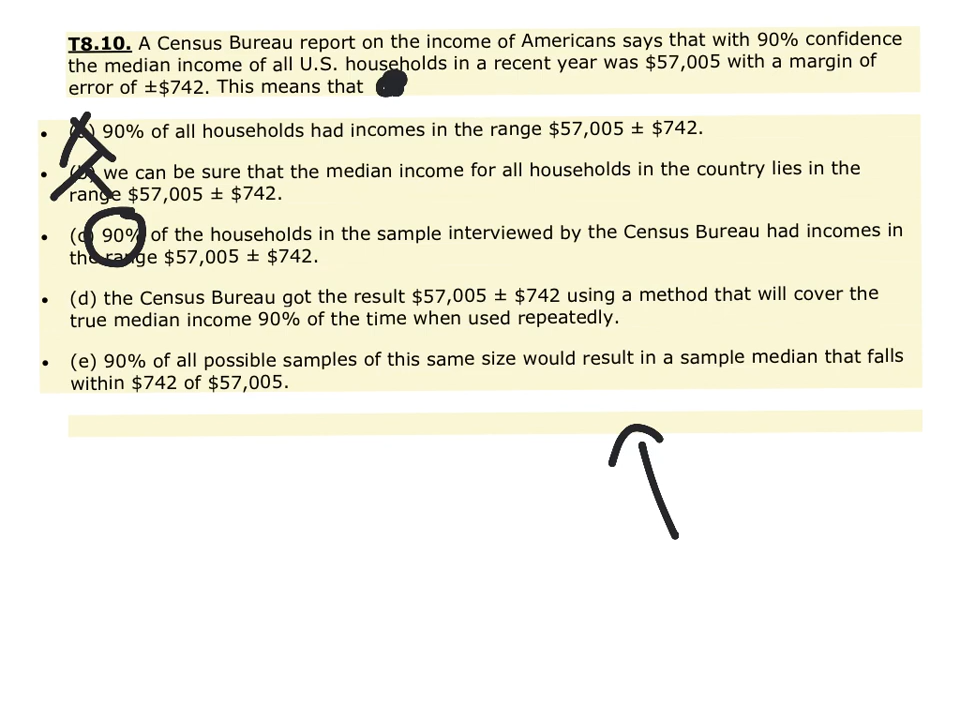 T8.10. A Census Bureau report on the income of Americans says that with 90% confidence
the median income of all U.S. households in a recent year was $57,005 with a margin of
error of ±$742. This means that
• (a) 90% of all households had incomes in the range $57,005 ± $742.
• (b) we can be sure that the median income for all households in the country lies in the
range $57,005 ± $742.
• (c) 90% of the households in the sample interviewed by the Census Bureau had incomes in
the range $57,005 ± $742.
• (d) the Census Bureau got the result $57,005 ± $742 using a method that will cover the
true median income 90% of the time when used repeatedly.
• (e) 90% of all possible samples of this same size would result in a sample median that falls
within $742 of $57,005.